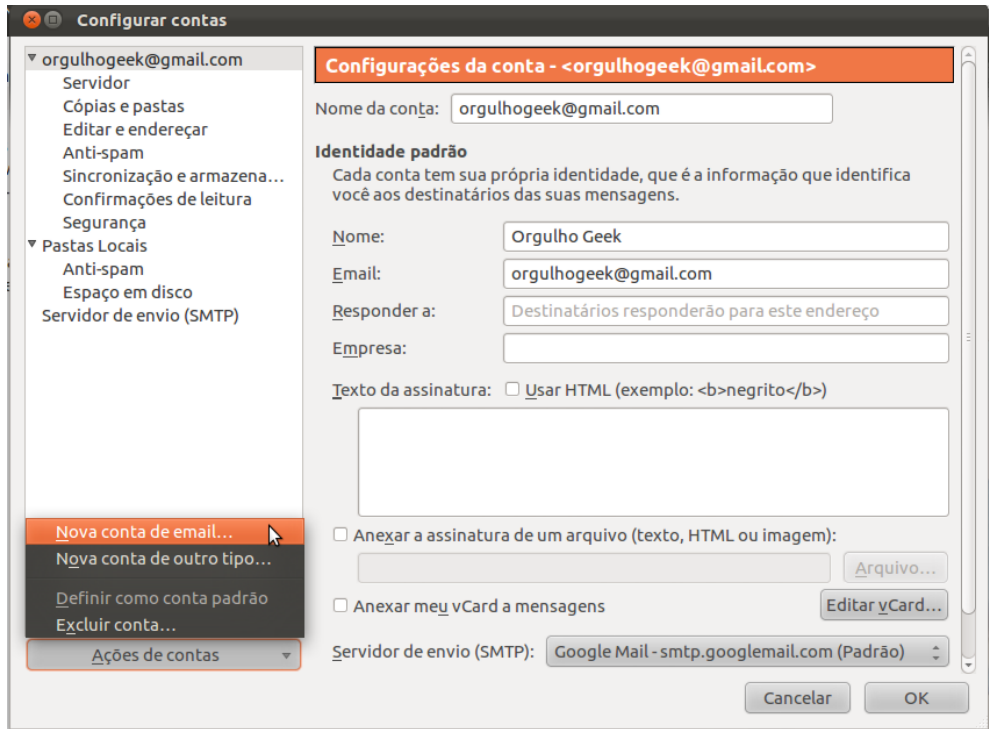 Configurar contas
orgulhogeek@gmail.com
Servidor
Cópias e pastas
Editar e endereçar
Anti-spam
Sincronização e armazena...
Confirmações de leitura
Segurança
Pastas Locais
Anti-spam
Espaço em disco
Servidor de envio (SMTP)
Nova conta de email...
Nova conta de outro tipo...
Definir como conta padrão
Excluir conta...
Ações de contas
Configurações da conta - <orgulhogeek@gmail.com>
Nome da conta: orgulhogeek@gmail.com
Identidade padrão
Cada conta tem sua própria identidade, que é a informação que identifica
você aos destinatários das suas mensagens.
Nome: Orgulho Geek
Email: orgulhogeek@gmail.com
Responder a: Destinatários responderão para este endereço
Empresa:
Texto da assinatura: Usar HTML (exemplo: <b>negrito</b>)
Anexar a assinatura de um arquivo (texto, HTML ou imagem):
Arquivo...
Anexar meu vCard a mensagens Editar vCard...
Servidor de envio (SMTP): Google Mail - smtp.googlemail.com (Padrão)
Cancelar OK